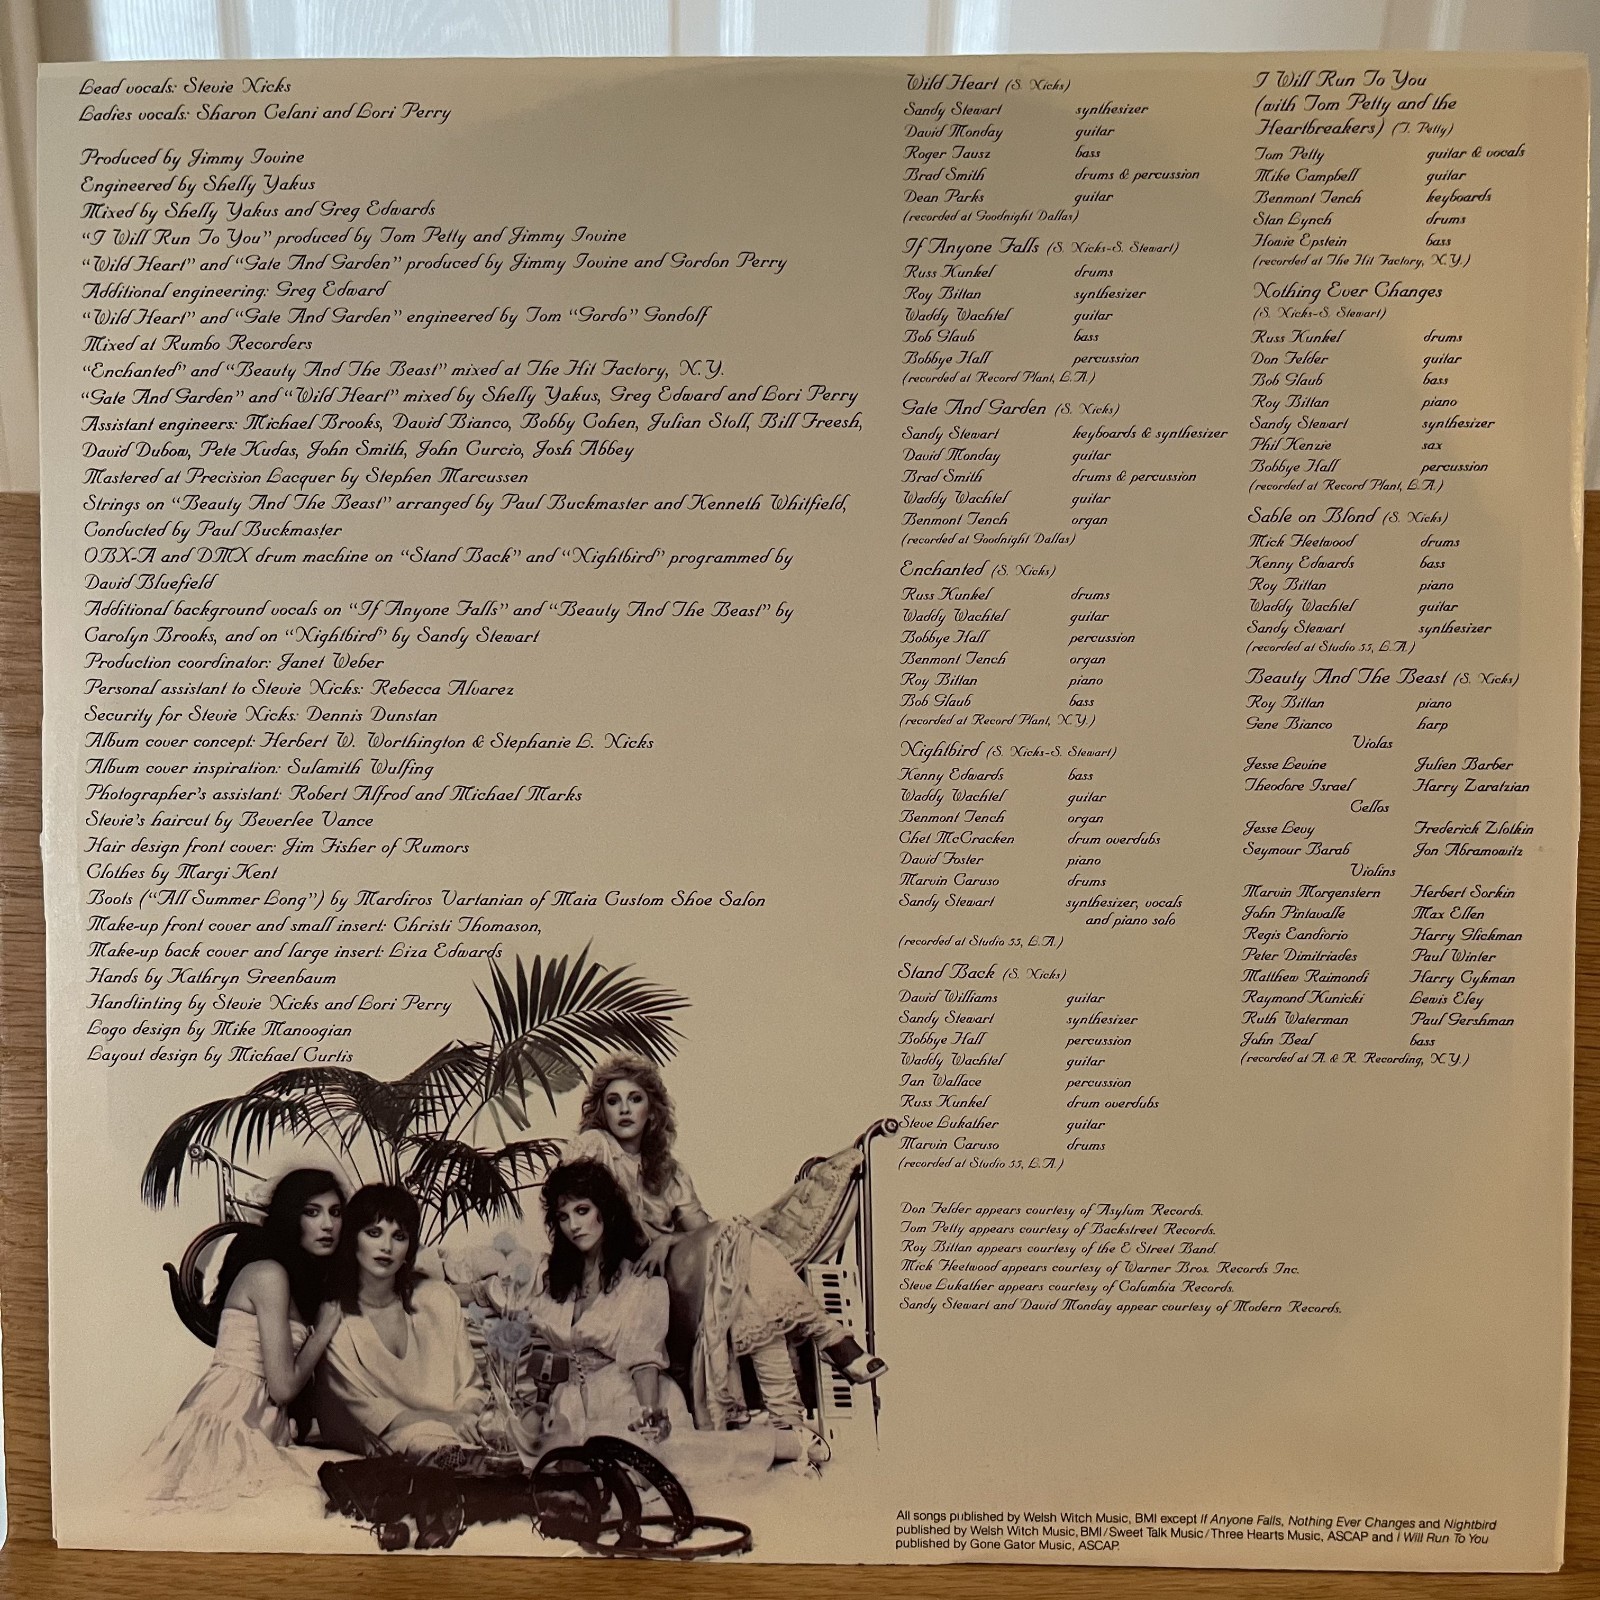 Lead vocals: Stevie Nicks
Ladies vocals: Sharon Celani and Lori Perry
Produced by Jimmy Iovine
Engineered by Shelly Yakus
Mixed by Shelly Yakus and Greg Edwards
“I Will Run To You” produced by Tom Petty and Jimmy Iovine
“Wild Heart” and “Gate And Garden” produced by Jimmy Iovine and Gordon Perry
Additional engineering: Greg Edward
“Wild Heart” and “Gate And Garden” engineered by Tom “Gordo” Gondolf
Mixed at Rumbo Recorders
“Enchanted” and “Beauty And The Beast” mixed at The Hit Factory, N.Y.
“Gate And Garden” and “Wild Heart” mixed by Shelly Yakus, Greg Edward and Lori Perry
Assistant engineers: Michael Brooks, David Bianco, Bobby Cohen, Julian Stoll, Bill Freesh,
David Dubow, Pete Kudas, John Smith, John Curcio, Josh Abbey
Mastered at Precision Lacquer by Stephen Marcussen
Strings on “Beauty And The Beast” arranged by Paul Buckmaster and Kenneth Whitfield,
Conducted by Paul Buckmaster
OBX-A and DMX drum machine on “Stand Back” and “Nightbird” programmed by
David Bluefield
Additional background vocals on “If Anyone Falls” and “Beauty And The Beast” by
Carolyn Brooks, and on “Nightbird” by Sandy Stewart
Production coordinator: Janet Weber
Personal assistant to Stevie Nicks: Rebecca Alvarez
Security for Stevie Nicks: Dennis Dunstan
Album cover concept: Herbert W. Worthington & Stephanie L. Nicks
Album cover inspiration: Sulamith Wulfing
Photographer's assistant: Robert Alfrod and Michael Marks
Stevie's haircut by Beverlee Vance
Hair design front cover: Jim Fisher of Rumors
Clothes by Margi Kent
Boots (“All Summer Long”) by Mardiros Vartanian of Maia Custom Shoe Salon
Make-up front cover and small insert: Christi Thomason,
Make-up back cover and large insert: Liza Edwards
Hands by Kathryn Greenbaum
Handtinting by Stevie Nicks and Lori Perry
Logo design by Mike Manoogian
Layout design by Michael Curtis
Wild Heart (S. Nicks)
Sandy Stewart synthesizer
David Monday guitar
Roger Tausz bass
Brad Smith drums & percussion
Dean Parks guitar
(recorded at Goodnight Dallas)
If Anyone Falls (S. Nicks-S. Stewart)
Russ Kunkel drums
Roy Bittan synthesizer
Waddy Wachtel guitar
Bob Glaub bass
Bobbye Hall percussion
(recorded at Record Plant, L.A.)
Gate And Garden (S. Nicks)
Sandy Stewart keyboards & synthesizer
David Monday guitar
Brad Smith drums & percussion
Waddy Wachtel guitar
Benmont Tench organ
(recorded at Goodnight Dallas)
Enchanted (S. Nicks)
Russ Kunkel drums
Waddy Wachtel guitar
Bobbye Hall percussion
Benmont Tench organ
Roy Bittan piano
Bob Glaub bass
(recorded at Record Plant, N.Y.)
Nightbird (S. Nicks-S. Stewart)
Kenny Edwards bass
Waddy Wachtel guitar
Benmont Tench organ
Chet McCracken drum overdubs
David Foster piano
Marvin Caruso drums
Sandy Stewart synthesizer, vocals
and piano solo
(recorded at Studio 55, L.A.)
Stand Back (S. Nicks)
David Williams guitar
Sandy Stewart synthesizer
Bobbye Hall percussion
Waddy Wachtel guitar
Ian Wallace percussion
Russ Kunkel drum overdubs
Steve Lukather guitar
Marvin Caruso drums
(recorded at Studio 55, L.A.)
I Will Run To You
(with Tom Petty and the
Heartbreakers) (T. Petty)
Tom Petty guitar & vocals
Mike Campbell guitar
Benmont Tench keyboards
Stan Lynch drums
Howie Epstein bass
(recorded at The Hit Factory, N.Y.)
Nothing Ever Changes
(S. Nicks-S. Stewart)
Russ Kunkel drums
Don Felder guitar
Bob Glaub bass
Roy Bittan piano
Sandy Stewart synthesizer
Phil Kenzie sax
Bobbye Hall percussion
(recorded at Record Plant, L.A.)
Sable on Blond (S. Nicks)
Mick Fleetwood drums
Kenny Edwards bass
Roy Bittan piano
Waddy Wachtel guitar
Sandy Stewart synthesizer
(recorded at Studio 55, L.A.)
Beauty And The Beast (S. Nicks)
Roy Bittan piano
Gene Bianco harp
Violas
Jesse Levine Julien Barber
Theodore Israel Harry Zaratzian
Cellos
Jesse Levy Frederick Zlotkin
Seymour Barab Jon Abramowitz
Violins
Marvin Morgenstern Herbert Sorkin
John Pintavalle Max Ellen
Regis Eandiorio Harry Glickman
Peter Dimitriades Paul Winter
Matthew Raimondi Harry Cykman
Raymond Kunicki Lewis Eley
Ruth Waterman Paul Gershman
John Beal bass
(recorded at A. & R. Recording, N.Y.)
Don Felder appears courtesy of Asylum Records.
Tom Petty appears courtesy of Backstreet Records.
Roy Bittan appears courtesy of the E Street Band.
Mick Fleetwood appears courtesy of Warner Bros. Records Inc.
Steve Lukather appears courtesy of Columbia Records.
Sandy Stewart and David Monday appear courtesy of Modern Records.
All songs published by Welsh Witch Music, BMI except If Anyone Falls, Nothing Ever Changes and Nightbird
published by Welsh Witch Music, BMI/Sweet Talk Music/Three Hearts Music, ASCAP and I Will Run To You
published by Gone Gator Music, ASCAP.